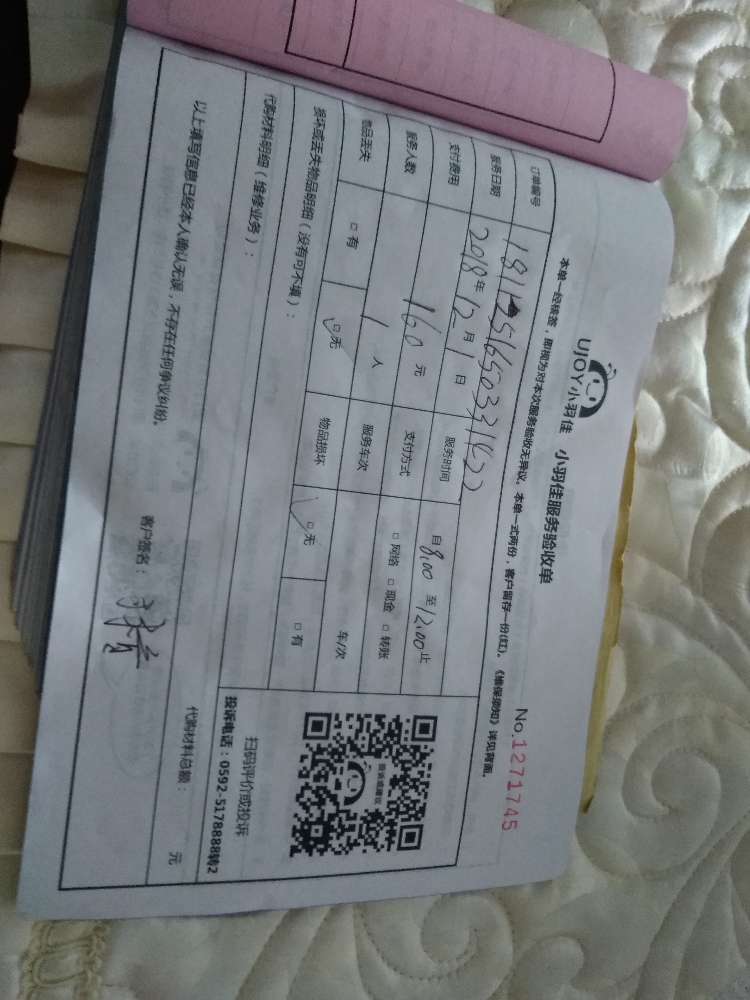 UJOY小羽佳 小羽佳服务验收单
No.1271745
本单一经核签，即视为对本次服务验收无异议。本单一式两份，客户留存一份(红)。《维保须知》详见背面。
订单编号
服务日期 2018年12月1日 服务时间 自8:00至12:00止
支付费用 160元 支付方式 □网络 □现金 □转账
服务人数 1人 服务车次 车/次
物品丢失 □有 □无 物品损坏 □无 □有
损坏或丢失物品明细（没有可不填）：
代购材料明细（维修业务）：
代购材料总额： 元
以上填写信息已经本人确认无误，不存在任何争议纠纷。
客户签名：
投诉或建议
扫码评价或投诉
投诉电话：0592-5178888转2